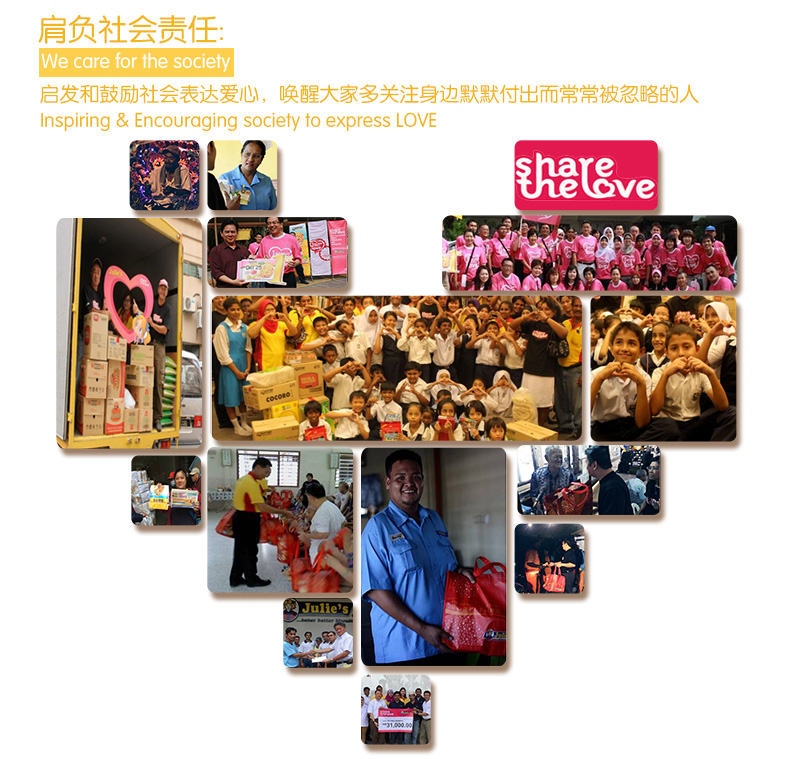 肩负社会责任:
We care for the society
启发和鼓励社会表达爱心，唤醒大家多关注身边默默付出而常常被忽略的人
Inspiring & Encouraging society to express LOVE
share
the love
COCORO
Julie's
31,000.00